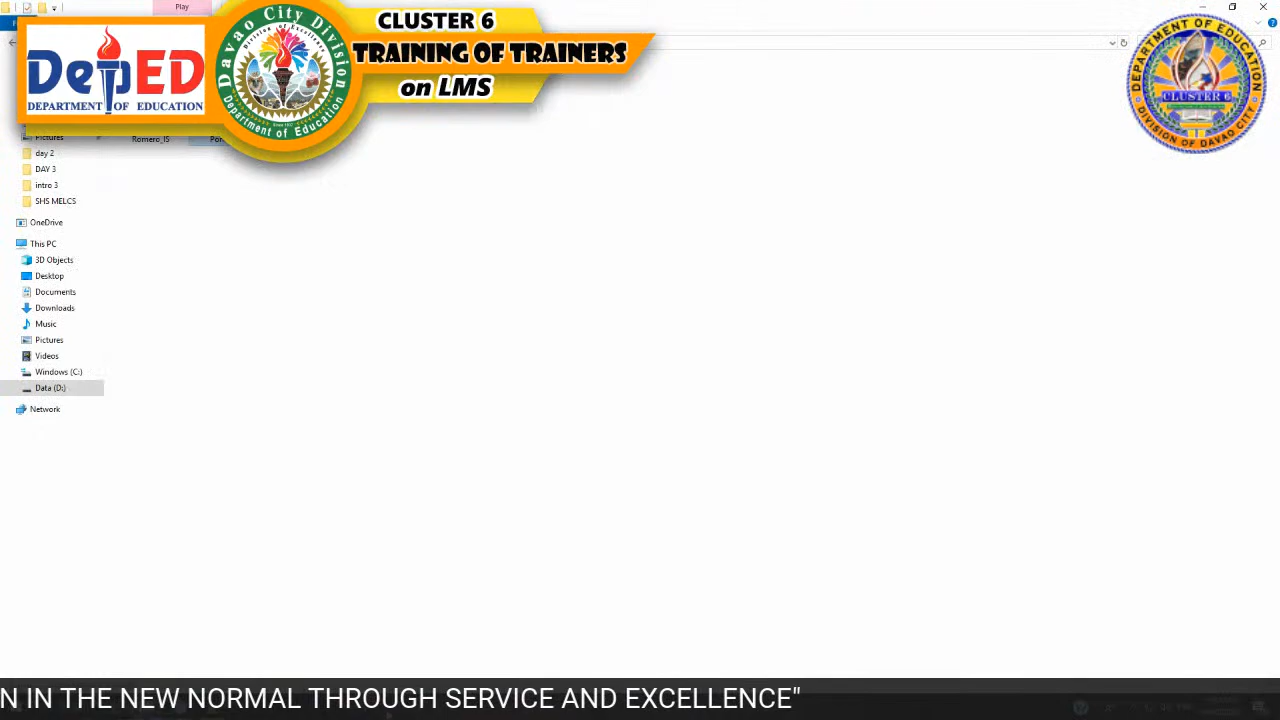 Play
CLUSTER 6
TRAINING OF TRAINERS
on LMS
DepED
DEPARTMENT OF EDUCATION
Davao City Division
Department of Education
DEPARTMENT OF EDUCATION
CLUSTER 6
DIVISION OF DAVAO CITY
Pictures
Romero_IS
Por
day 2
DAY 3
intro 3
SHS MELCS
OneDrive
This PC
3D Objects
Desktop
Documents
Downloads
Music
Pictures
Videos
Windows (C:)
Data (D:)
Network
N IN THE NEW NORMAL THROUGH SERVICE AND EXCELLENCE"